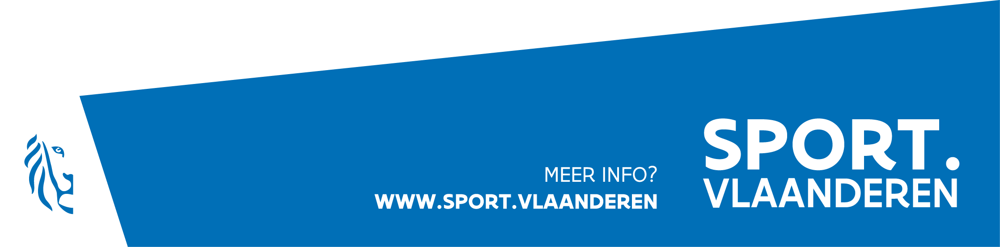 MEER INFO?
WWW.SPORT.VLAANDEREN
SPORT.
VLAANDEREN